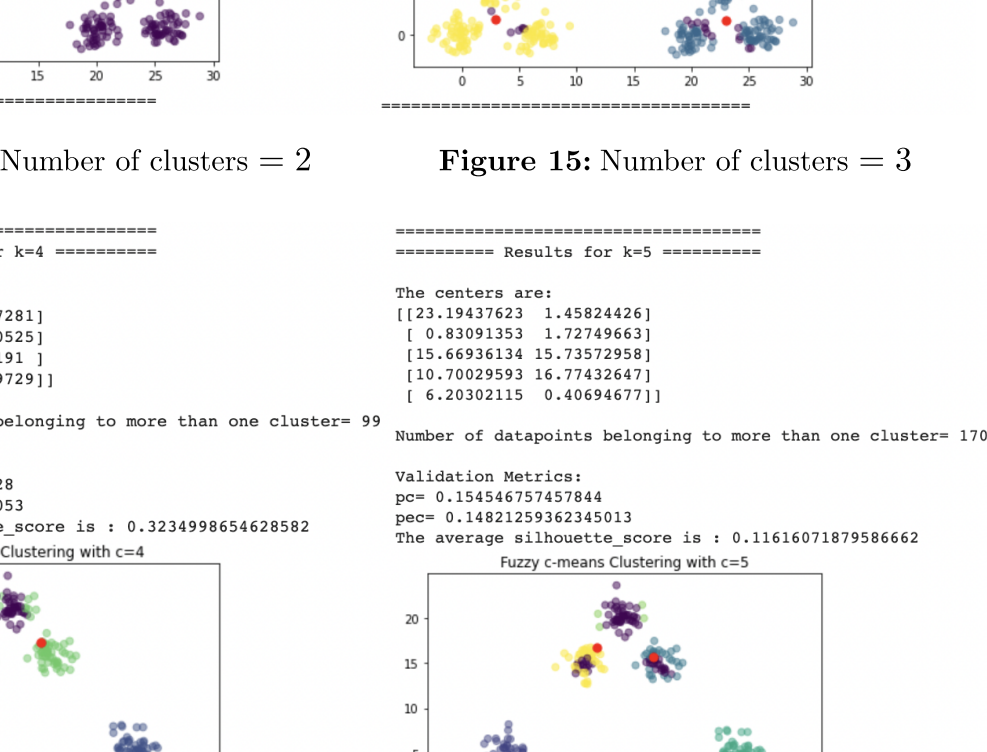 15 20 25 30
0
0 5 10 15 20 25 30
================
=====================================
Number of clusters = 2
Figure 15: Number of clusters = 3
================
r k=4 ==========
7281]
0525]
191 ]
9729]]
belonging to more than one cluster= 99
28
053
e_score is : 0.3234998654628582
Clustering with c=4
=====================================
========== Results for k=5 ==========
The centers are:
[[23.19437623 1.45824426]
[ 0.83091353 1.72749663]
[15.66936134 15.73572958]
[10.70029593 16.77432647]
[ 6.20302115 0.40694677]]
Number of datapoints belonging to more than one cluster= 170
Validation Metrics:
pc= 0.154546757457844
pec= 0.14821259362345013
The average silhouette_score is : 0.11616071879586662
Fuzzy c-means Clustering with c=5
20
15
10